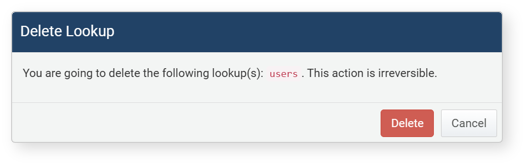 Delete Lookup
You are going to delete the following lookup(s): users . This action is irreversible.
Delete Cancel